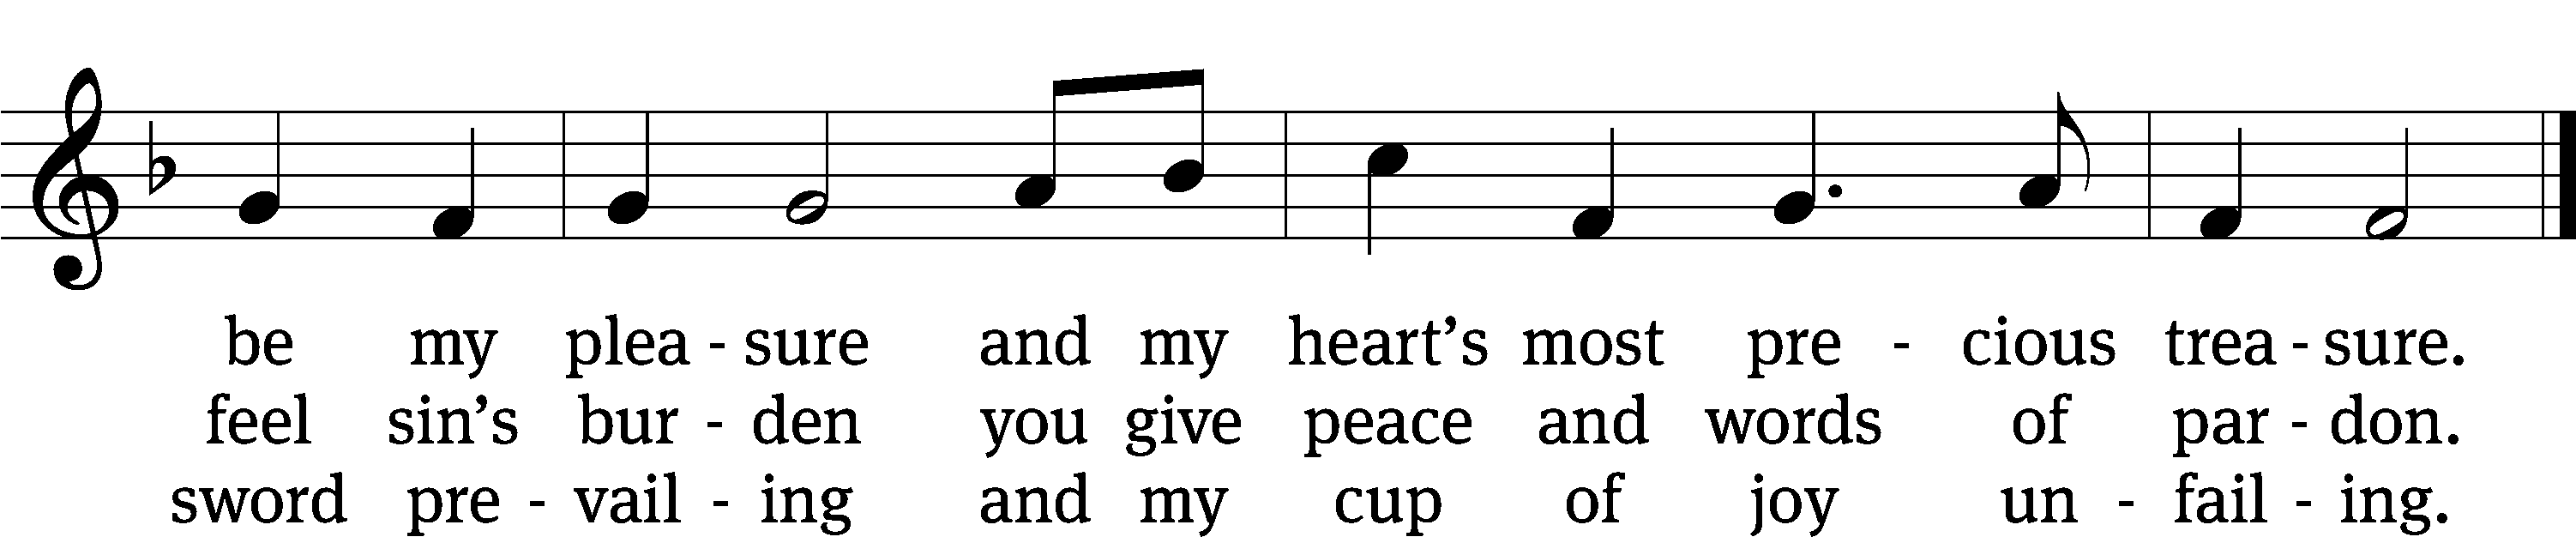 be my plea - sure and my heart’s most pre - cious trea - sure.
feel sin’s bur - den you give peace and words of par - don.
sword pre - vail - ing and my cup of joy un - fail - ing.